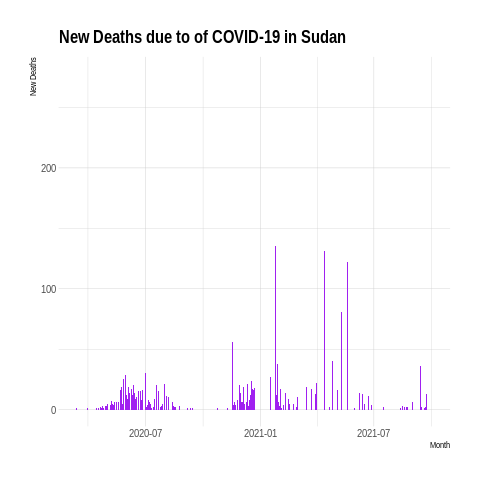 New Deaths due to of COVID-19 in Sudan
New Deaths
200
100
0
2020-07
2021-01
2021-07
Month